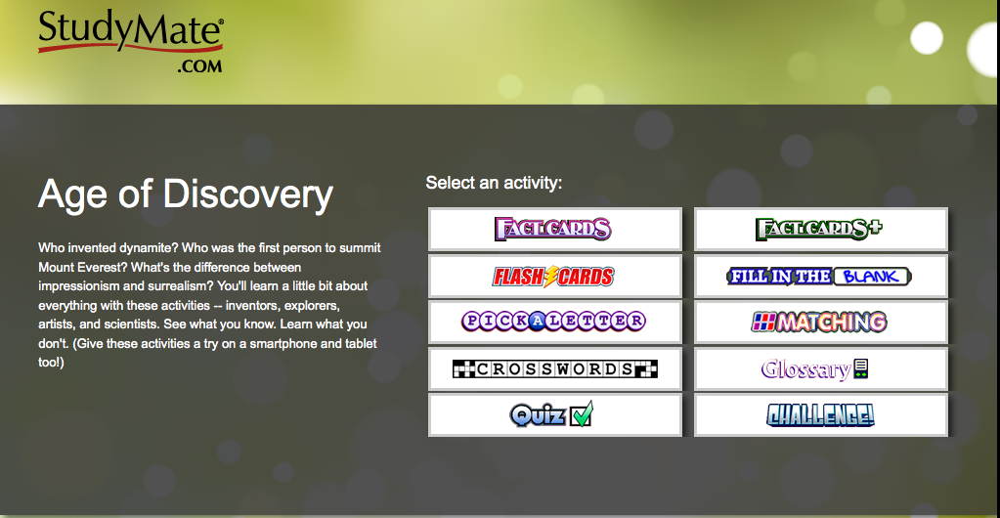 StudyMate®
.COM
Age of Discovery
Who invented dynamite? Who was the first person to summit
Mount Everest? What's the difference between
impressionism and surrealism? You'll learn a little bit about
everything with these activities -- inventors, explorers,
artists, and scientists. See what you know. Learn what you
don't. (Give these activities a try on a smartphone and tablet
too!)
Select an activity:
FACT CARDS
FACT CARDS+
FLASH CARDS
FILL IN THE BLANK
PICK A LETTER
MATCHING
CROSSWORDS
Glossary
QUIZ
CHALLENGE!